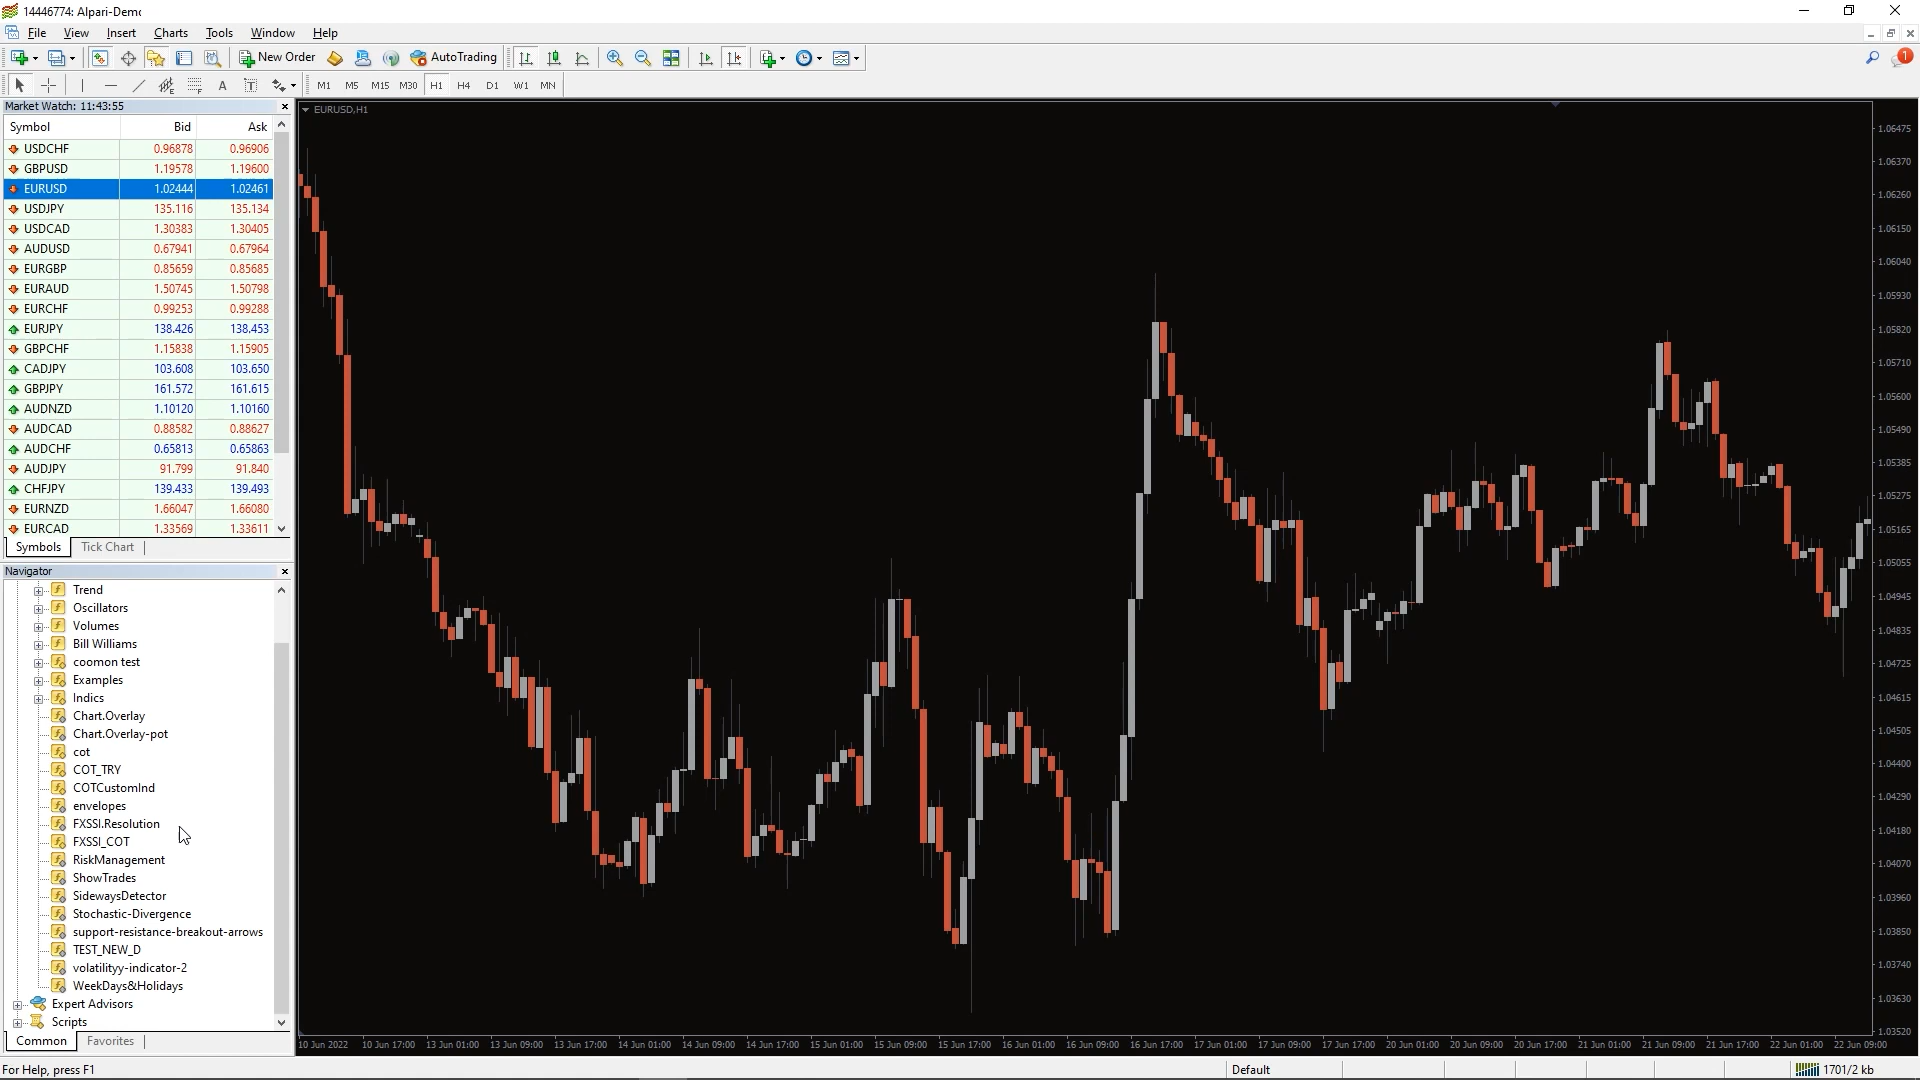 14446774: Alpari-Demo
File View Insert Charts Tools Window Help
New Order AutoTrading 1
A T M1 M5 M15 M30 H1 H4 D1 W1 MN
Market Watch: 11:43:55
Symbol Bid Ask
USDCHF 0.96878 0.96906
GBPUSD 1.19578 1.19600
EURUSD 1.02444 1.02461
USDJPY 135.116 135.134
USDCAD 1.30383 1.30405
AUDUSD 0.67941 0.67964
EURGBP 0.85659 0.85685
EURAUD 1.50745 1.50798
EURCHF 0.99253 0.99288
EURJPY 138.426 138.453
GBPCHF 1.15838 1.15905
CADJPY 103.608 103.650
GBPJPY 161.572 161.615
AUDNZD 1.10120 1.10160
AUDCAD 0.88582 0.88627
AUDCHF 0.65813 0.65863
AUDJPY 91.799 91.840
CHFJPY 139.433 139.493
EURNZD 1.66047 1.66080
EURCAD 1.33569 1.33611
Symbols Tick Chart
Navigator
Trend
Oscillators
Volumes
Bill Williams
coomon test
Examples
Indics
Chart.Overlay
Chart.Overlay-pot
cot
COT_TRY
COTCustomInd
envelopes
FXSSI.Resolution
FXSSI_COT
RiskManagement
ShowTrades
SidewaysDetector
Stochastic-Divergence
support-resistance-breakout-arrows
TEST_NEW_D
volatilityy-indicator-2
WeekDays&Holidays
Expert Advisors
Scripts
Common Favorites
EURUSD,H1
1.06475
1.06370
1.06260
1.06150
1.06040
1.05930
1.05820
1.05710
1.05600
1.05490
1.05385
1.05275
1.05165
1.05055
1.04945
1.04835
1.04725
1.04615
1.04505
1.04400
1.04290
1.04180
1.04070
1.03960
1.03850
1.03740
1.03630
1.03520
10 Jun 2022 10 Jun 17:00 13 Jun 01:00 13 Jun 09:00 13 Jun 17:00 14 Jun 01:00 14 Jun 09:00 14 Jun 17:00 15 Jun 01:00 15 Jun 09:00 15 Jun 17:00 16 Jun 01:00 16 Jun 09:00 16 Jun 17:00 17 Jun 01:00 17 Jun 09:00 17 Jun 17:00 20 Jun 01:00 20 Jun 09:00 20 Jun 17:00 21 Jun 01:00 21 Jun 09:00 21 Jun 17:00 22 Jun 01:00 22 Jun 09:00
For Help, press F1 Default 1701/2 kb